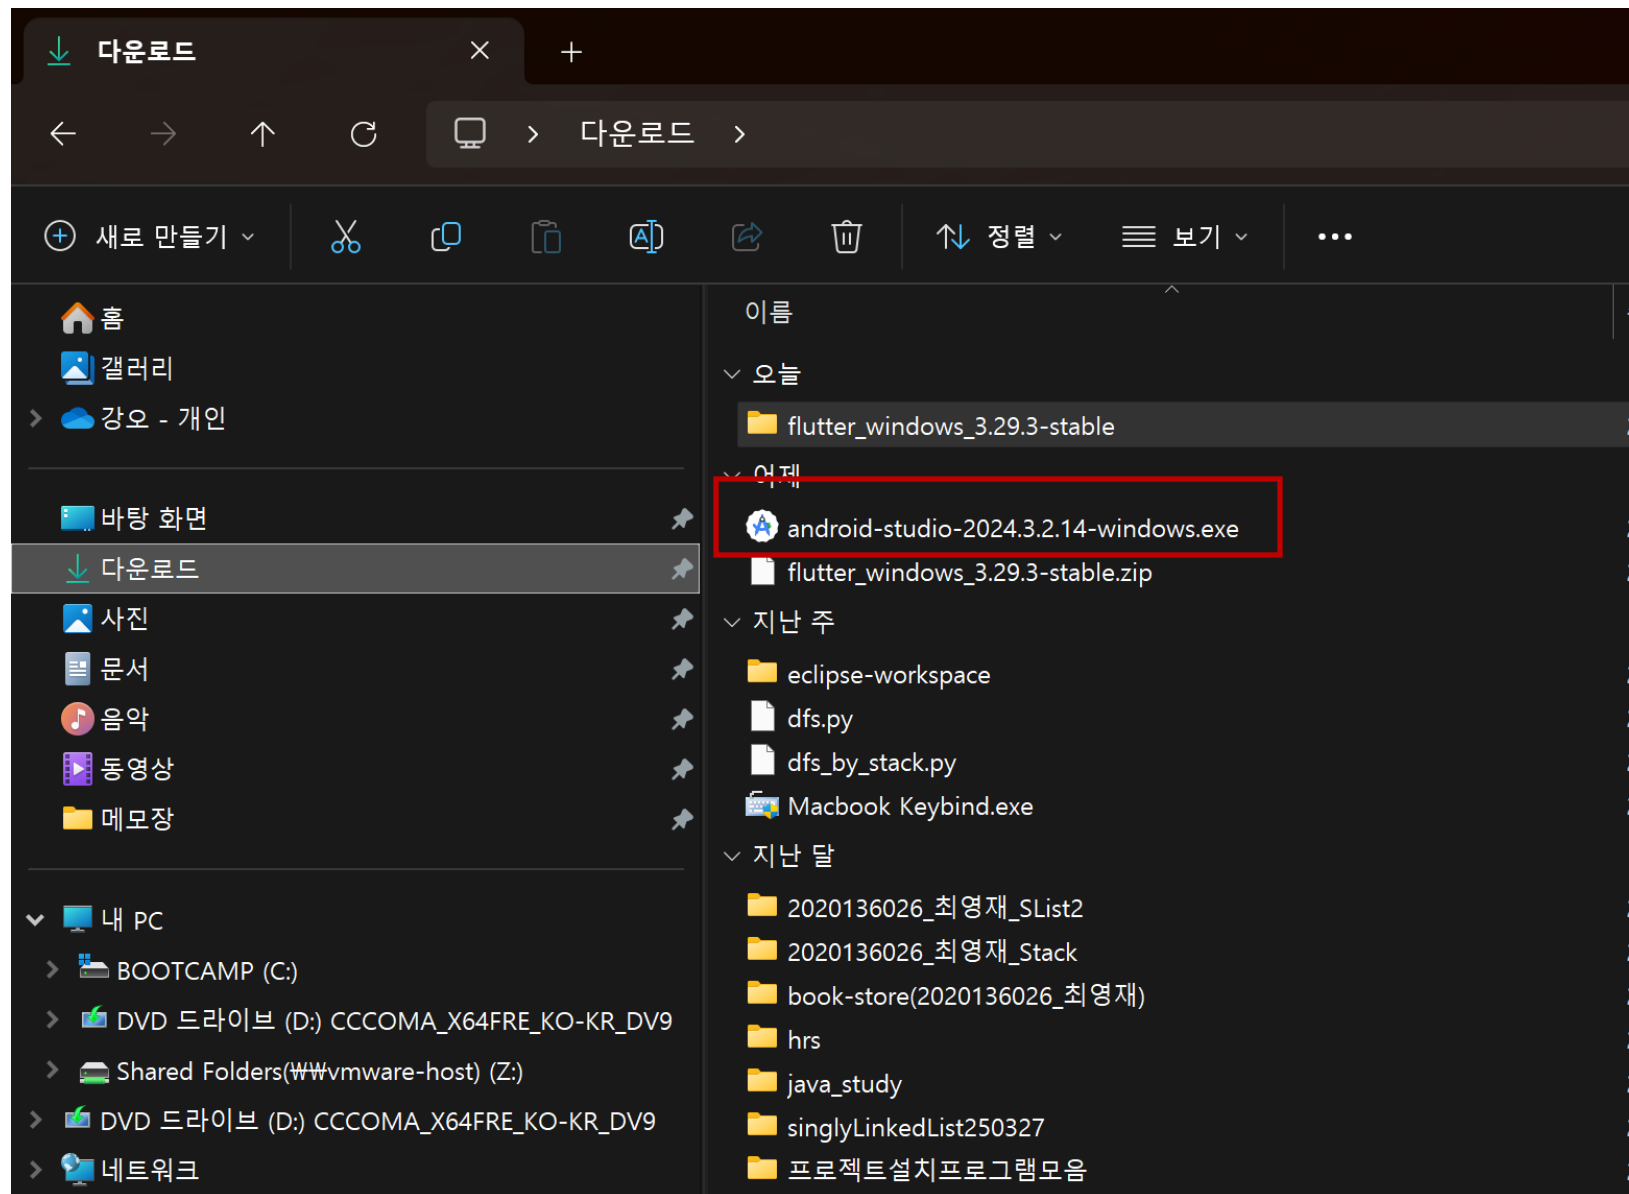 다운로드
다운로드
새로 만들기
정렬
보기
홈
갤러리
강오 - 개인
바탕 화면
다운로드
사진
문서
음악
동영상
메모장
내 PC
BOOTCAMP (C:)
DVD 드라이브 (D:) CCCOMA_X64FRE_KO-KR_DV9
Shared Folders(₩₩vmware-host) (Z:)
DVD 드라이브 (D:) CCCOMA_X64FRE_KO-KR_DV9
네트워크
이름
오늘
flutter_windows_3.29.3-stable
어제
android-studio-2024.3.2.14-windows.exe
flutter_windows_3.29.3-stable.zip
지난 주
eclipse-workspace
dfs.py
dfs_by_stack.py
Macbook Keybind.exe
지난 달
2020136026_최영재_SList2
2020136026_최영재_Stack
book-store(2020136026_최영재)
hrs
java_study
singlyLinkedList250327
프로젝트설치프로그램모음